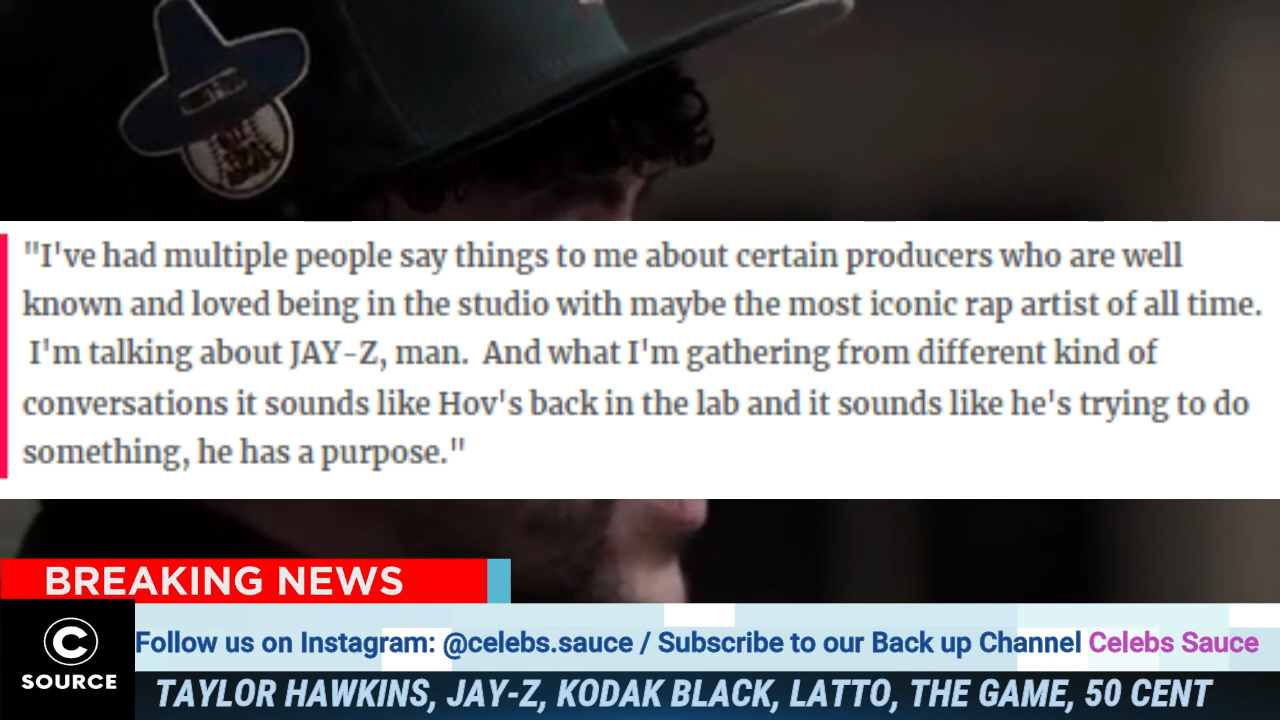 "I've had multiple people say things to me about certain producers who are well
known and loved being in the studio with maybe the most iconic rap artist of all time.
I'm talking about JAY-Z, man. And what I'm gathering from different kind of
conversations it sounds like Hov's back in the lab and it sounds like he's trying to do
something, he has a purpose."
BREAKING NEWS
C
SOURCE
Follow us on Instagram: @celebs.sauce / Subscribe to our Back up Channel Celebs Sauce
TAYLOR HAWKINS, JAY-Z, KODAK BLACK, LATTO, THE GAME, 50 CENT